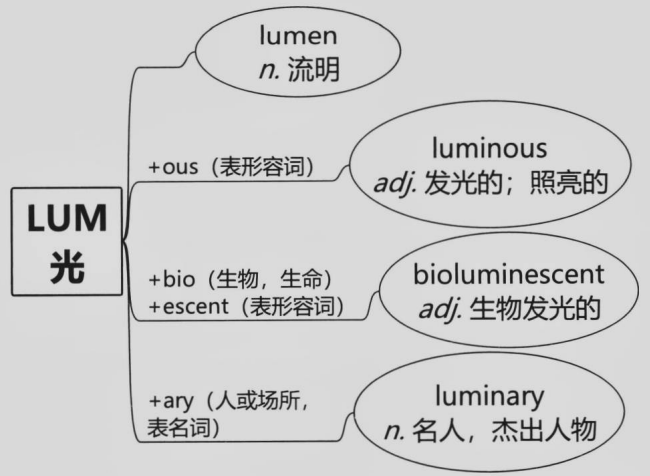 LUM
光
lumen
n. 流明
+ous（表形容词）
luminous
adj. 发光的；照亮的
+bio（生物，生命）
+escent（表形容词）
bioluminescent
adj. 生物发光的
+ary（人或场所，
表名词）
luminary
n. 名人，杰出人物